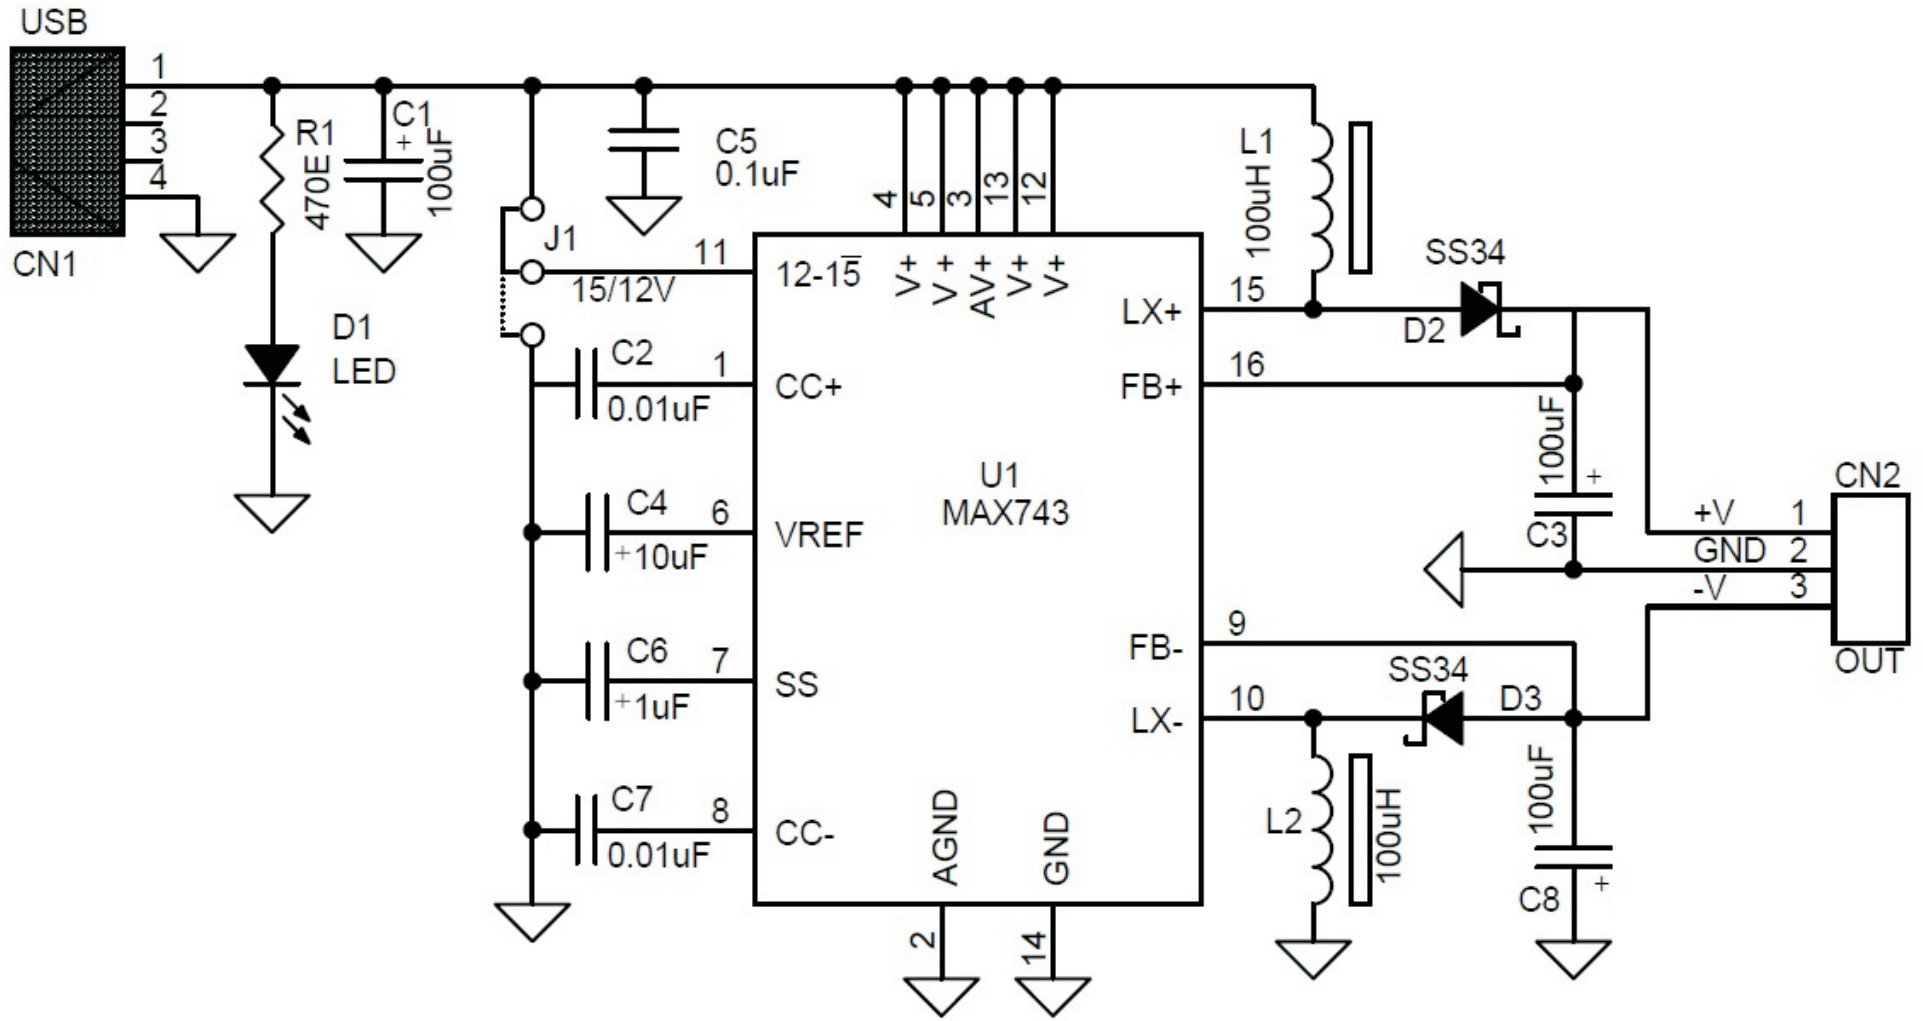 USB
1
2
3
4
CN1
R1
470E
C1
+
100uF
D1
LED
J1
15/12V
C5
0.1uF
4
5
3
13
12
V+
V+
AV+
V+
V+
11
12-15
C2
0.01uF
1
CC+
C4
+10uF
6
VREF
C6
+1uF
7
SS
C7
0.01uF
8
CC-
U1
MAX743
AGND
GND
2
14
LX+
15
FB+
16
FB-
9
LX-
10
L1
100uH
SS34
D2
100uF
+
C3
SS34
D3
L2
100uH
100uF
C8
+
+V
GND
-V
1
2
3
CN2
OUT